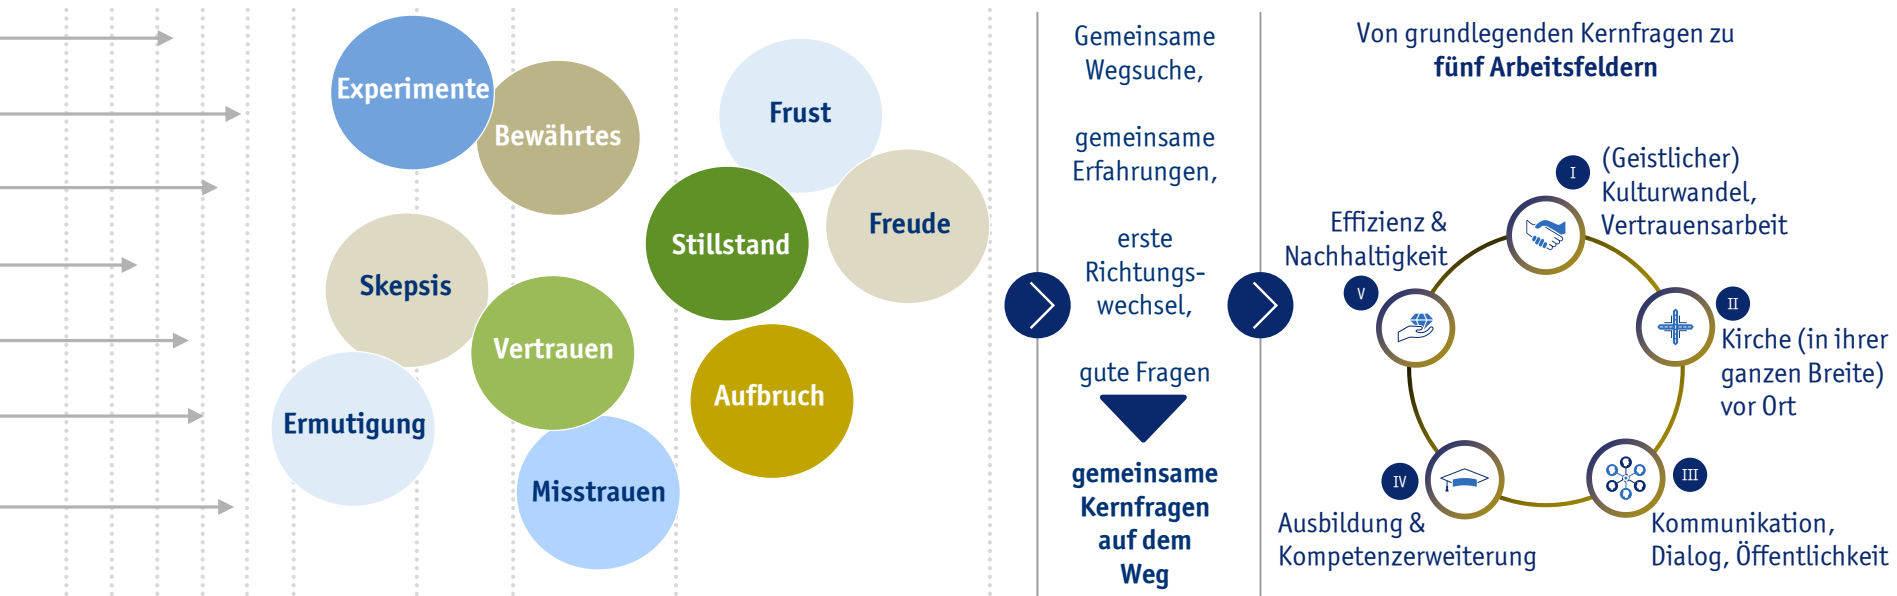 Experimente
Bewährtes
Frust
Freude
Stillstand
Skepsis
Vertrauen
Aufbruch
Ermutigung
Misstrauen
Gemeinsame
Wegsuche,
gemeinsame
Erfahrungen,
erste
Richtungs-
wechsel,
gute Fragen
gemeinsame
Kernfragen
auf dem
Weg
Von grundlegenden Kernfragen zu
fünf Arbeitsfeldern
I
(Geistlicher)
Kulturwandel,
Vertrauensarbeit
II
Kirche (in ihrer
ganzen Breite)
vor Ort
III
Kommunikation,
Dialog, Öffentlichkeit
IV
Ausbildung &
Kompetenzerweiterung
V
Effizienz &
Nachhaltigkeit